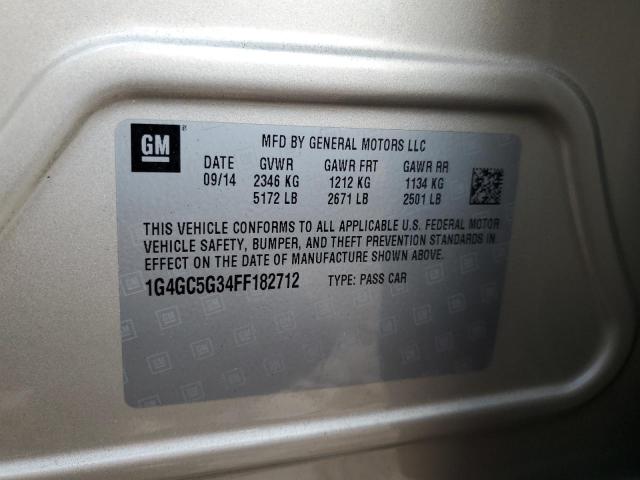 GM
MFD BY GENERAL MOTORS LLC
DATE GVWR GAWR FRT GAWR RR
09/14 2346 KG 1212 KG 1134 KG
5172 LB 2671 LB 2501 LB
THIS VEHICLE CONFORMS TO ALL APPLICABLE U.S. FEDERAL MOTOR
VEHICLE SAFETY, BUMPER, AND THEFT PREVENTION STANDARDS IN
EFFECT ON THE DATE OF MANUFACTURE SHOWN ABOVE.
1G4GC5G34FF182712 TYPE: PASS CAR